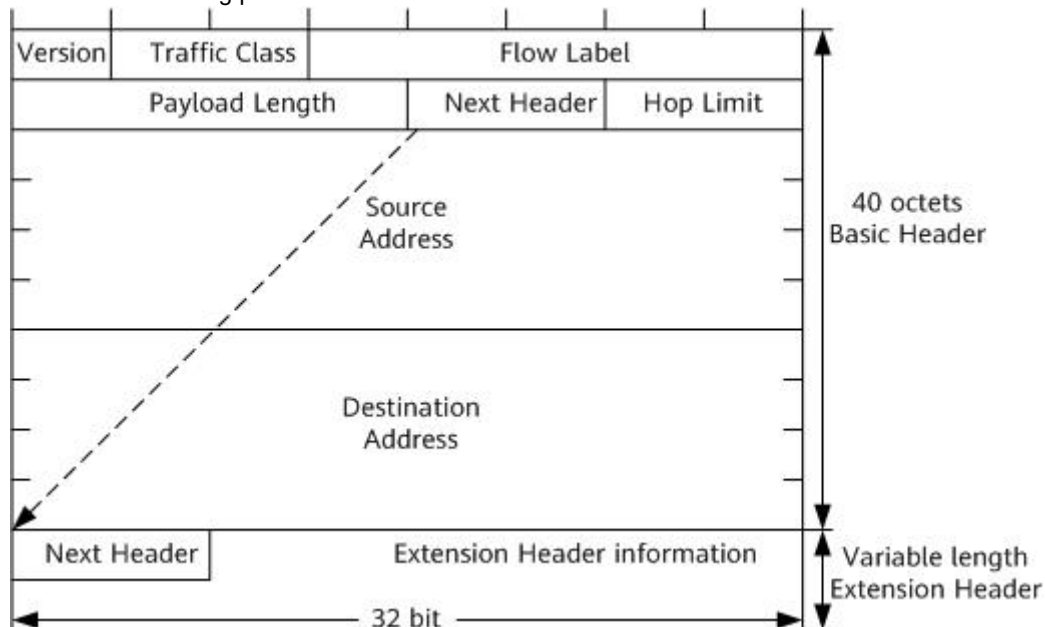 Version Traffic Class Flow Label
Payload Length Next Header Hop Limit
Source
Address
40 octets
Basic Header
Destination
Address
Next Header Extension Header information
Variable length
Extension Header
32 bit